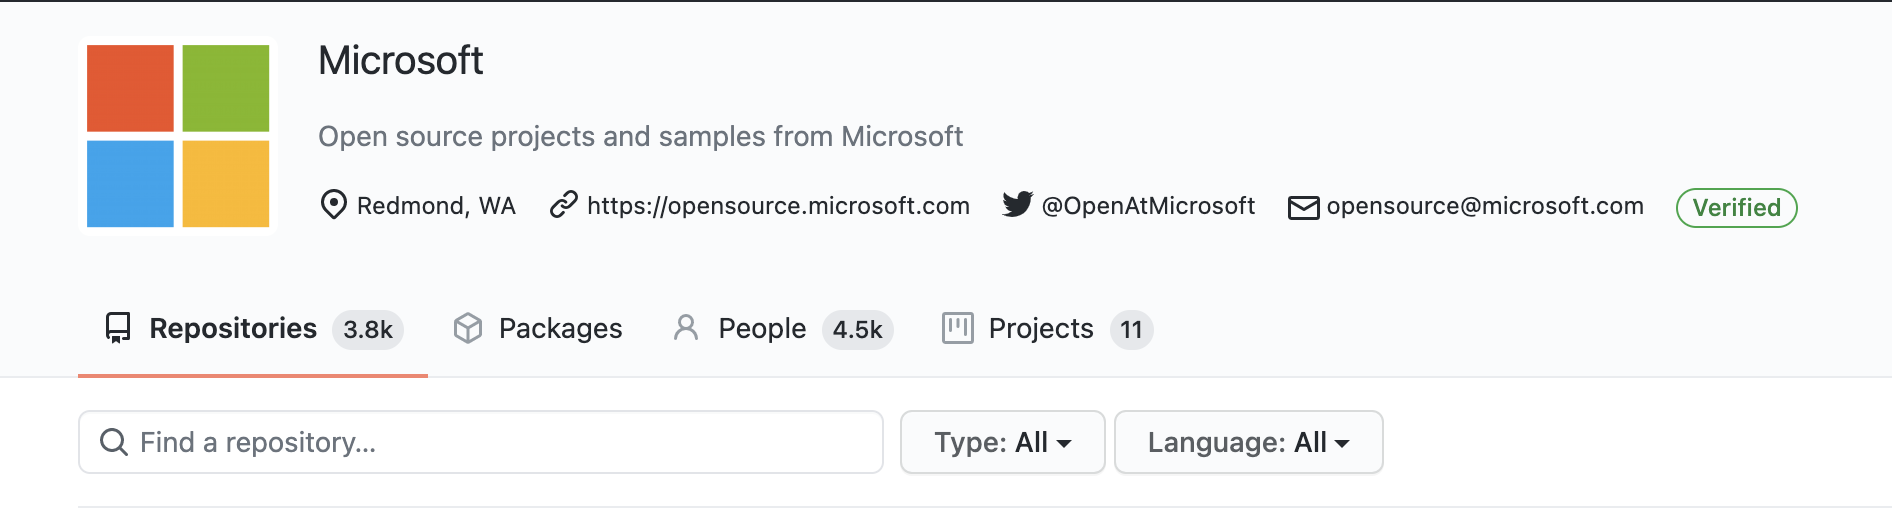 Microsoft
Open source projects and samples from Microsoft
Redmond, WA https://opensource.microsoft.com @OpenAtMicrosoft opensource@microsoft.com Verified
Repositories 3.8k Packages People 4.5k Projects 11
Find a repository... Type: All Language: All